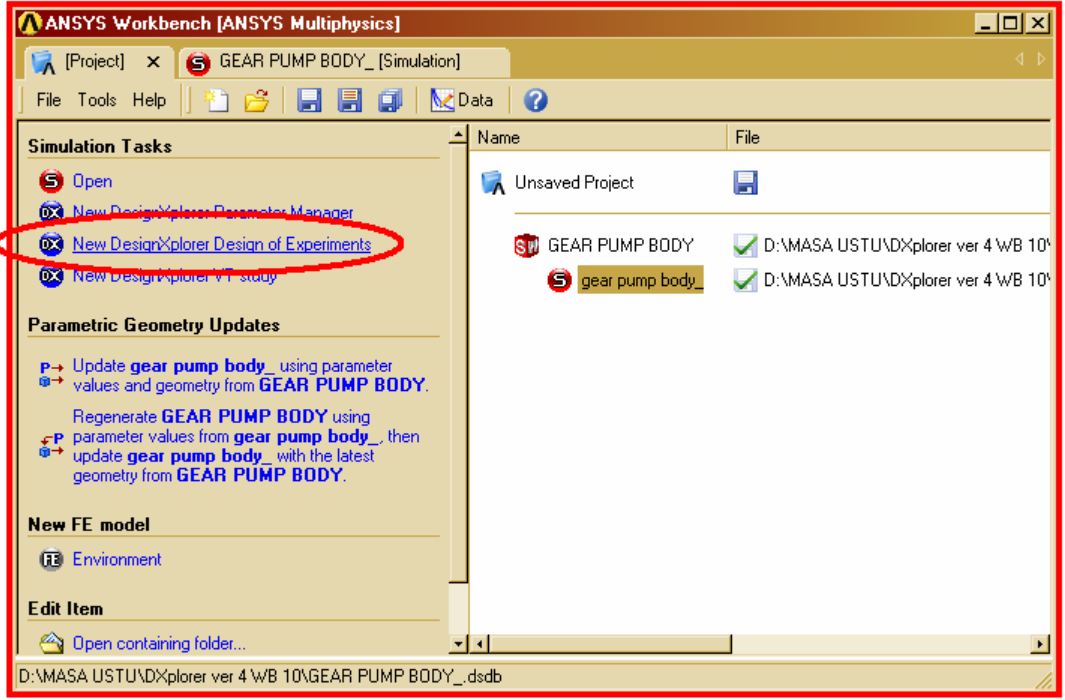 ANSYS Workbench [ANSYS Multiphysics]
[Project]
GEAR PUMP BODY_ [Simulation]
File Tools Help
Data
Simulation Tasks
Open
New DesignXplorer Parameter Manager
New DesignXplorer Design of Experiments
New DesignXplorer VT study
Parametric Geometry Updates
Update gear pump body_ using parameter
values and geometry from GEAR PUMP BODY.
Regenerate GEAR PUMP BODY using
parameter values from gear pump body_, then
update gear pump body_ with the latest
geometry from GEAR PUMP BODY.
New FE model
Environment
Edit Item
Open containing folder...
Name File
Unsaved Project
GEAR PUMP BODY D:\MASA USTU\DXplorer ver 4 WB 10\
gear pump body_ D:\MASA USTU\DXplorer ver 4 WB 10\
D:\MASA USTU\DXplorer ver 4 WB 10\GEAR PUMP BODY_.dsdb